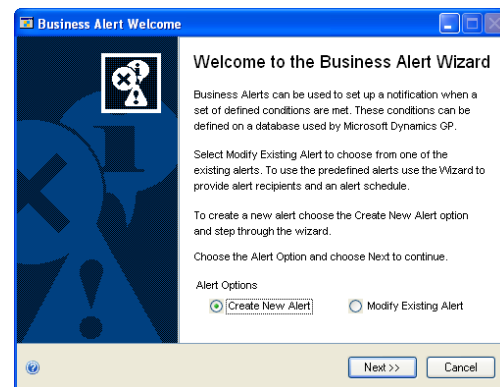 Business Alert Welcome
Welcome to the Business Alert Wizard
Business Alerts can be used to set up a notification when a
set of defined conditions are met. These conditions can be
defined on a database used by Microsoft Dynamics GP.
Select Modify Existing Alert to choose from one of the
existing alerts. To use the predefined alerts use the Wizard to
provide alert recipients and an alert schedule.
To create a new alert choose the Create New Alert option
and step through the wizard.
Choose the Alert Option and choose Next to continue.
Alert Options
Create New Alert Modify Existing Alert
Next >> Cancel